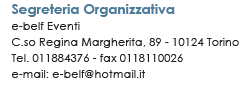 Segreteria Organizzativa
e-belf Eventi
C.so Regina Margherita, 89 - 10124 Torino
Tel. 011884376 - fax 0118110026
e-mail: e-belf@hotmail.it